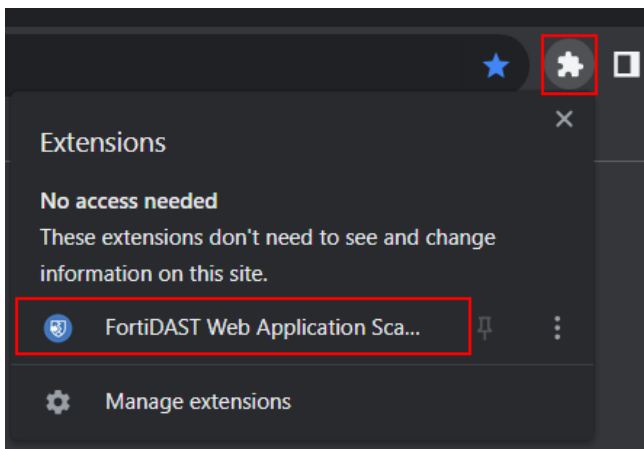 Extensions
No access needed
These extensions don't need to see and change
information on this site.
FortiDAST Web Application Sca...
Manage extensions